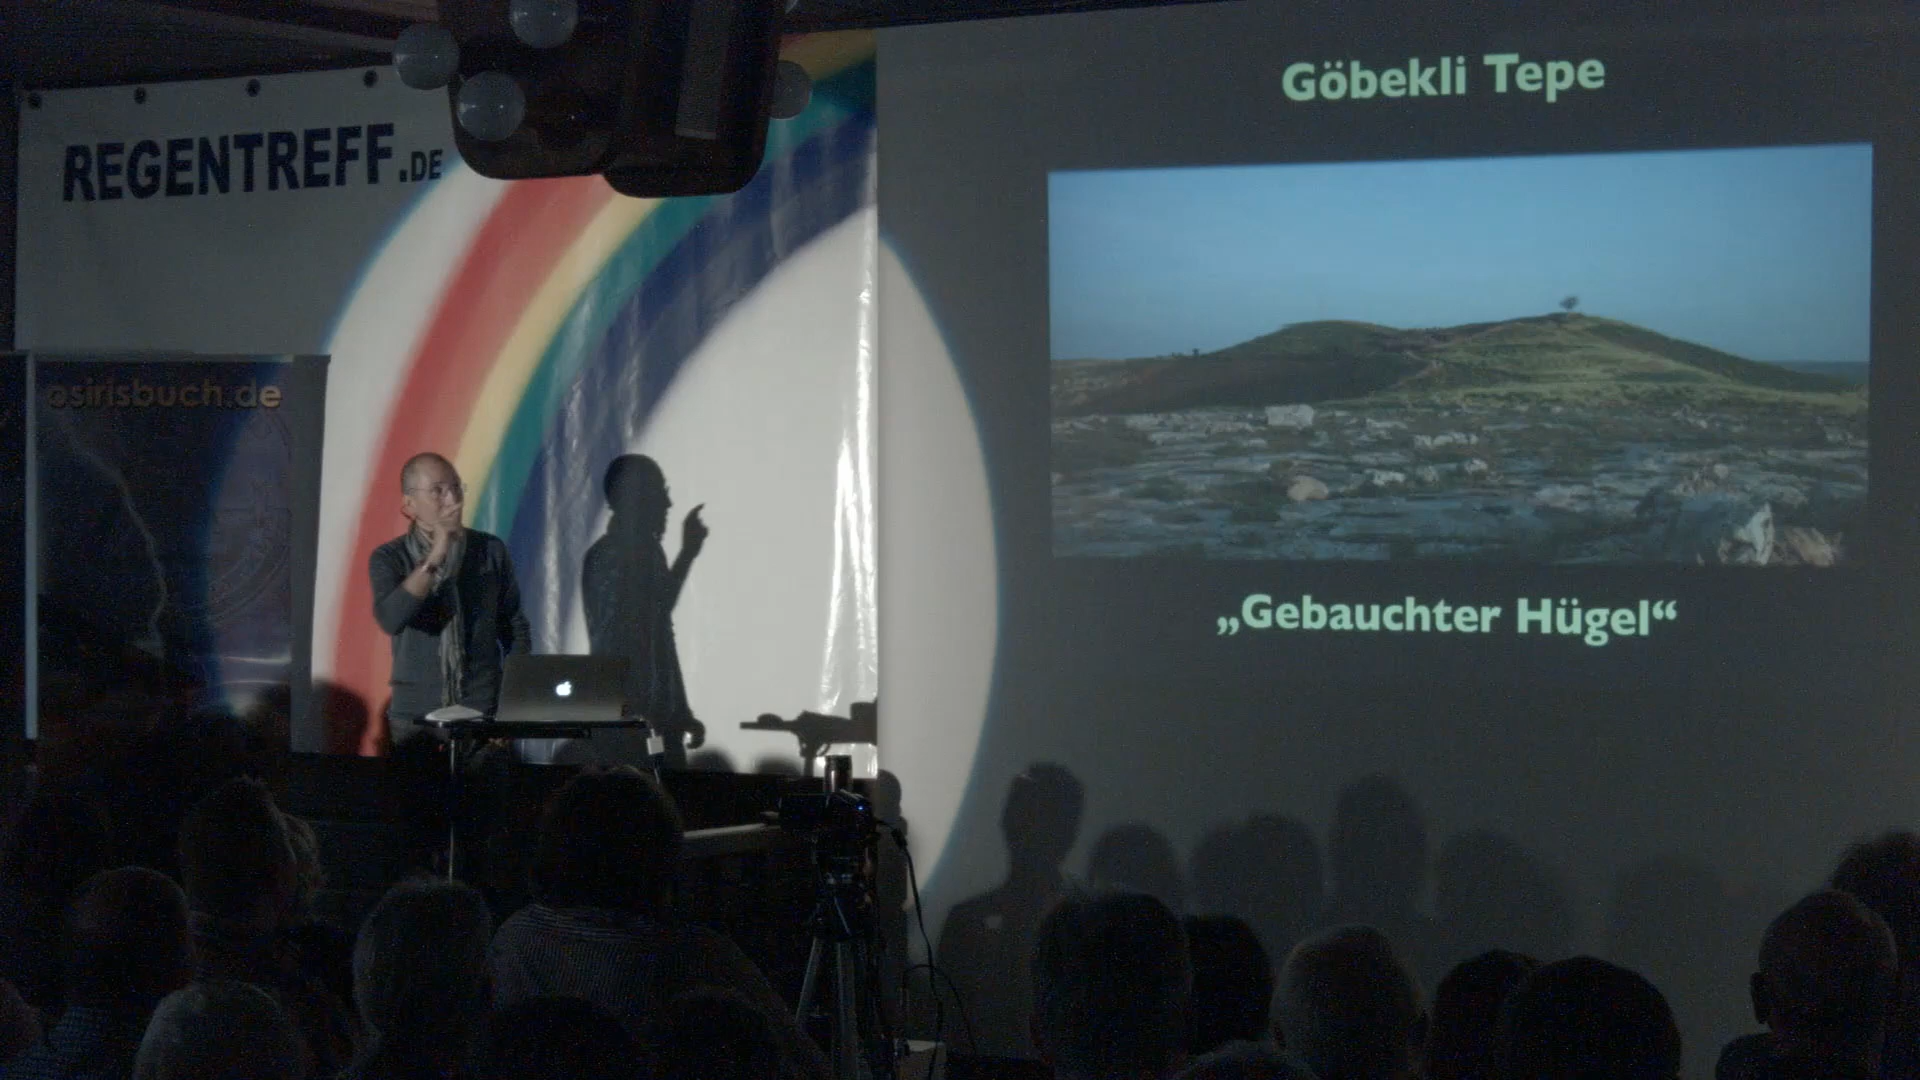 REGENTREFF.DE
osirisbuch.de
Göbekli Tepe
„Gebauchter Hügel“